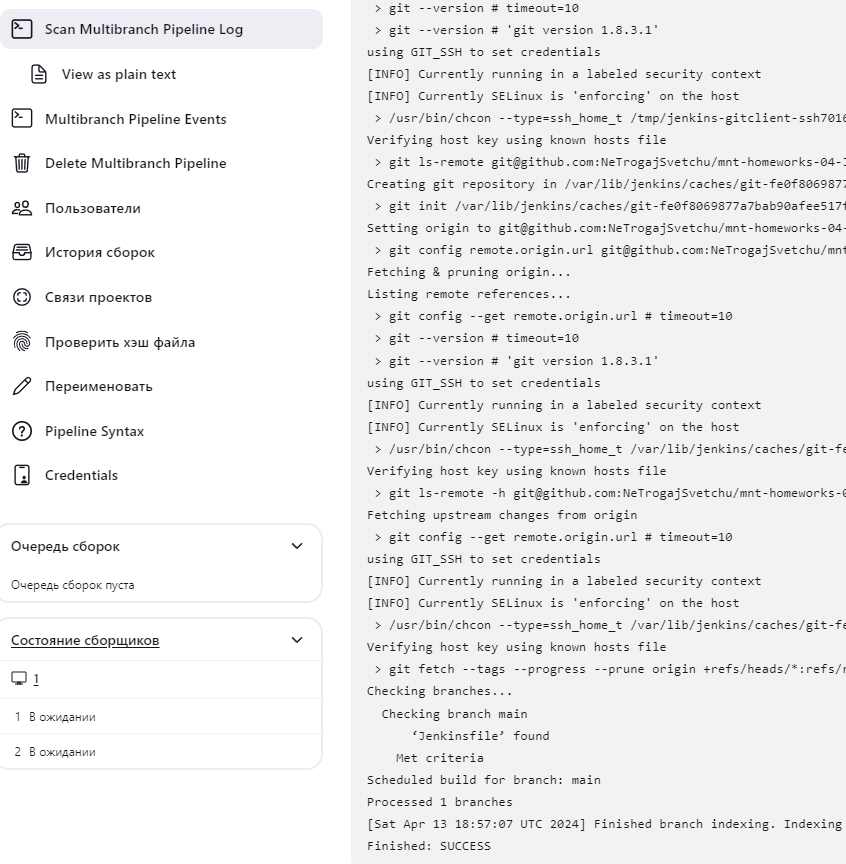 Scan Multibranch Pipeline Log
View as plain text
Multibranch Pipeline Events
Delete Multibranch Pipeline
Пользователи
История сборок
Связи проектов
Проверить хэш файла
Переименовать
Pipeline Syntax
Credentials
Очередь сборок
Очередь сборок пуста
Состояние сборщиков
1
1 В ожидании
2 В ожидании
> git --version # timeout=10
> git --version # 'git version 1.8.3.1'
using GIT_SSH to set credentials
[INFO] Currently running in a labeled security context
[INFO] Currently SELinux is 'enforcing' on the host
> /usr/bin/chcon --type=ssh_home_t /tmp/jenkins-gitclient-ssh7016
Verifying host key using known hosts file
> git ls-remote git@github.com:NeTrogajSvetchu/mnt-homeworks-04-
Creating git repository in /var/lib/jenkins/caches/git-fe0f8069877
> git init /var/lib/jenkins/caches/git-fe0f8069877a7bab90afee517f
Setting origin to git@github.com:NeTrogajSvetchu/mnt-homeworks-04-
> git config remote.origin.url git@github.com:NeTrogajSvetchu/mnt
Fetching & pruning origin...
Listing remote references...
> git config --get remote.origin.url # timeout=10
> git --version # timeout=10
> git --version # 'git version 1.8.3.1'
using GIT_SSH to set credentials
[INFO] Currently running in a labeled security context
[INFO] Currently SELinux is 'enforcing' on the host
> /usr/bin/chcon --type=ssh_home_t /var/lib/jenkins/caches/git-fe
Verifying host key using known hosts file
> git ls-remote -h git@github.com:NeTrogajSvetchu/mnt-homeworks-0
Fetching upstream changes from origin
> git config --get remote.origin.url # timeout=10
using GIT_SSH to set credentials
[INFO] Currently running in a labeled security context
[INFO] Currently SELinux is 'enforcing' on the host
> /usr/bin/chcon --type=ssh_home_t /var/lib/jenkins/caches/git-fe
Verifying host key using known hosts file
> git fetch --tags --progress --prune origin +refs/heads/*:refs/
Checking branches...
Checking branch main
‘Jenkinsfile’ found
Met criteria
Scheduled build for branch: main
Processed 1 branches
[Sat Apr 13 18:57:07 UTC 2024] Finished branch indexing. Indexing
Finished: SUCCESS